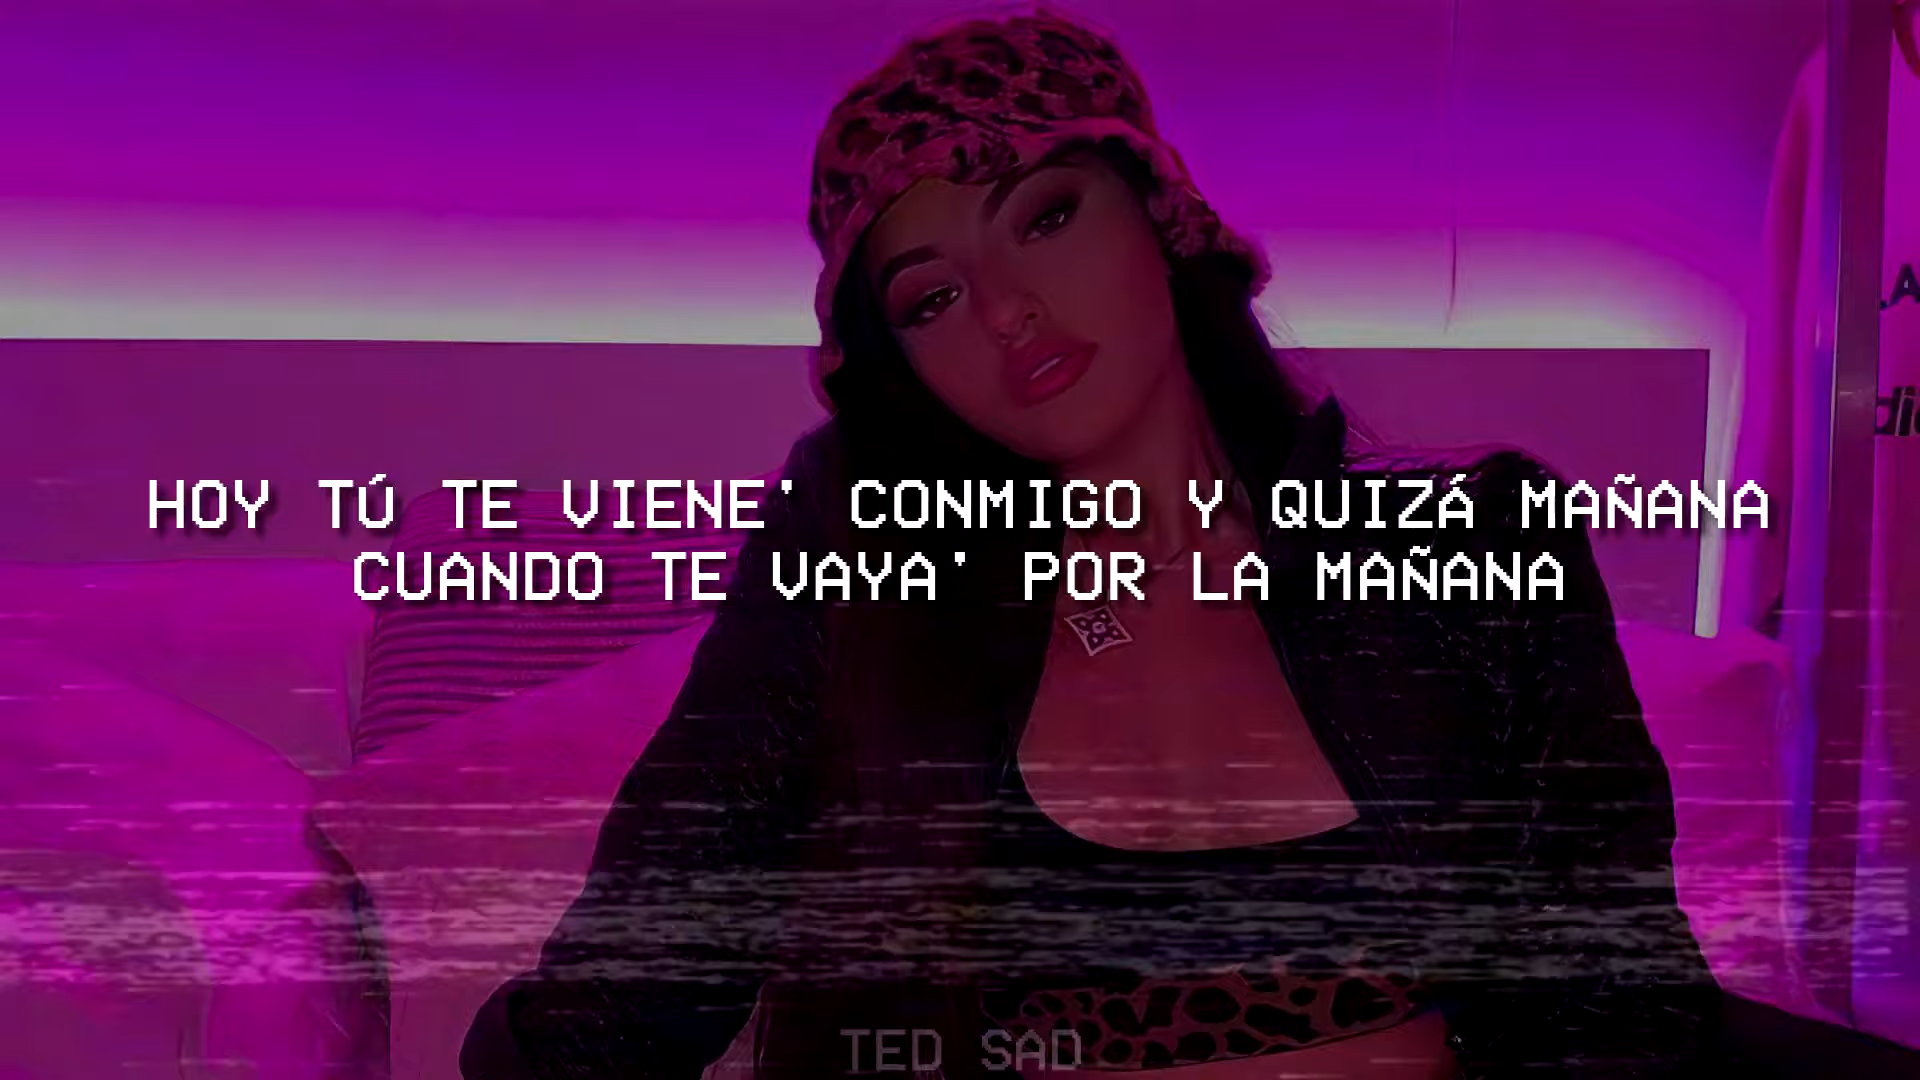 HOY TÚ TE VIENE' CONMIGO Y QUIZÁ MAÑANA
CUANDO TE VAYA' POR LA MAÑANA
TED SAD